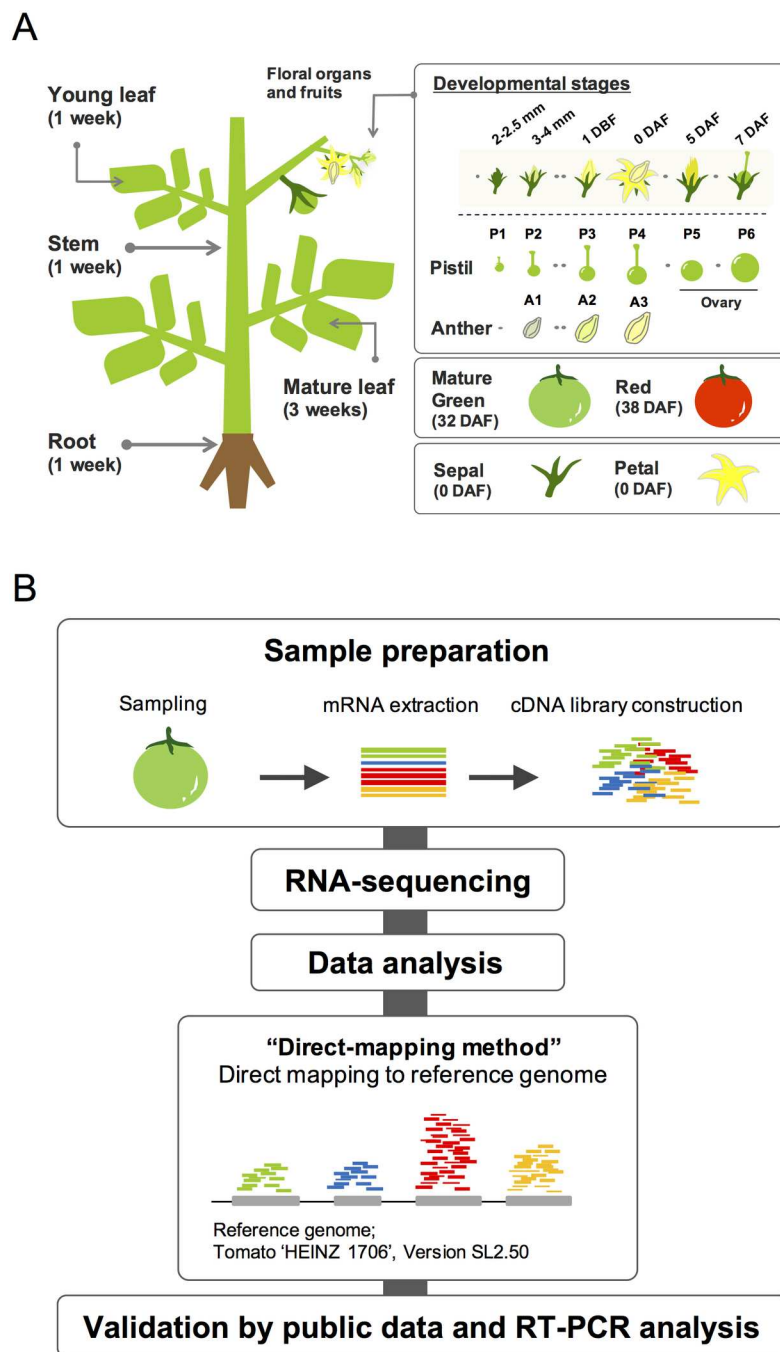 A
Young leaf
(1 week)
Floral organs
and fruits
Stem
(1 week)
Mature leaf
(3 weeks)
Root
(1 week)
Developmental stages
2-2.5 mm
3-4 mm
1 DBF
0 DAF
5 DAF
7 DAF
P1 P2 P3 P4 P5 P6
Pistil
Ovary
A1 A2 A3
Anther
Mature
Green
(32 DAF)
Red
(38 DAF)
Sepal
(0 DAF)
Petal
(0 DAF)
B
Sample preparation
Sampling
mRNA extraction
cDNA library construction
RNA-sequencing
Data analysis
“Direct-mapping method”
Direct mapping to reference genome
Reference genome;
Tomato ‘HEINZ 1706’, Version SL2.50
Validation by public data and RT-PCR analysis